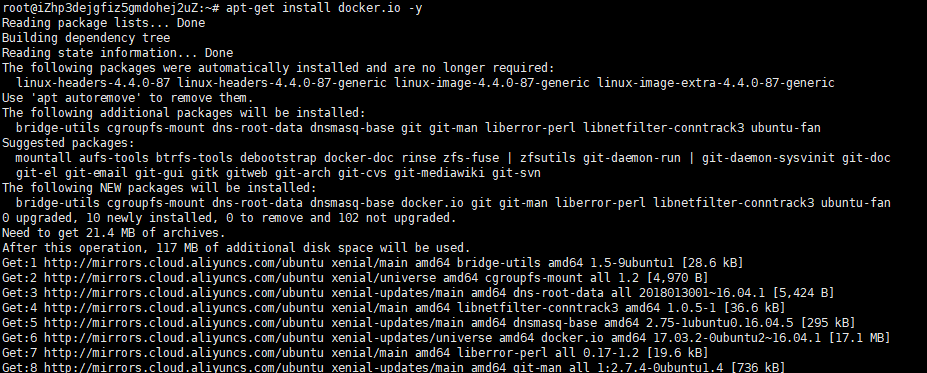 root@iZhp3dejgfiz5gmdohej2uZ:~# apt-get install docker.io -y
Reading package lists... Done
Building dependency tree
Reading state information... Done
The following packages were automatically installed and are no longer required:
  linux-headers-4.4.0-87 linux-headers-4.4.0-87-generic linux-image-4.4.0-87-generic linux-image-extra-4.4.0-87-generic
Use 'apt autoremove' to remove them.
The following additional packages will be installed:
  bridge-utils cgroupfs-mount dns-root-data dnsmasq-base git git-man liberror-perl libnetfilter-conntrack3 ubuntu-fan
Suggested packages:
  mountall aufs-tools btrfs-tools debootstrap docker-doc rinse zfs-fuse | zfsutils git-daemon-run | git-daemon-sysvinit git-doc
  git-el git-email git-gui gitk gitweb git-arch git-cvs git-mediawiki git-svn
The following NEW packages will be installed:
  bridge-utils cgroupfs-mount dns-root-data dnsmasq-base docker.io git git-man liberror-perl libnetfilter-conntrack3 ubuntu-fan
0 upgraded, 10 newly installed, 0 to remove and 102 not upgraded.
Need to get 21.4 MB of archives.
After this operation, 117 MB of additional disk space will be used.
Get:1 http://mirrors.cloud.aliyuncs.com/ubuntu xenial/main amd64 bridge-utils amd64 1.5-9ubuntu1 [28.6 kB]
Get:2 http://mirrors.cloud.aliyuncs.com/ubuntu xenial/universe amd64 cgroupfs-mount all 1.2 [4,970 B]
Get:3 http://mirrors.cloud.aliyuncs.com/ubuntu xenial-updates/main amd64 dns-root-data all 2018013001~16.04.1 [5,424 B]
Get:4 http://mirrors.cloud.aliyuncs.com/ubuntu xenial/main amd64 libnetfilter-conntrack3 amd64 1.0.5-1 [36.6 kB]
Get:5 http://mirrors.cloud.aliyuncs.com/ubuntu xenial-updates/main amd64 dnsmasq-base amd64 2.75-1ubuntu0.16.04.5 [295 kB]
Get:6 http://mirrors.cloud.aliyuncs.com/ubuntu xenial-updates/universe amd64 docker.io amd64 17.03.2-0ubuntu2~16.04.1 [17.1 MB]
Get:7 http://mirrors.cloud.aliyuncs.com/ubuntu xenial/main amd64 liberror-perl all 0.17-1.2 [19.6 kB]
Get:8 http://mirrors.cloud.aliyuncs.com/ubuntu xenial-updates/main amd64 git-man all 1:2.7.4-0ubuntu1.4 [736 kB]